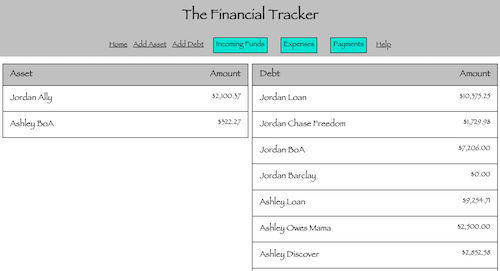 The Financial Tracker
Home Add Asset Add Debt Incoming Funds Expenses Payments Help
Asset Amount
Jordan Ally $2,100.37
Ashley BoA $322.27
Debt Amount
Jordan Loan $10,375.25
Jordan Chase Freedom $1,729.98
Jordan BoA $7,206.00
Jordan Barclay $0.00
Ashley Loan $9,254.71
Ashley Owes Mama $2,500.00
Ashley Discover $2,852.58